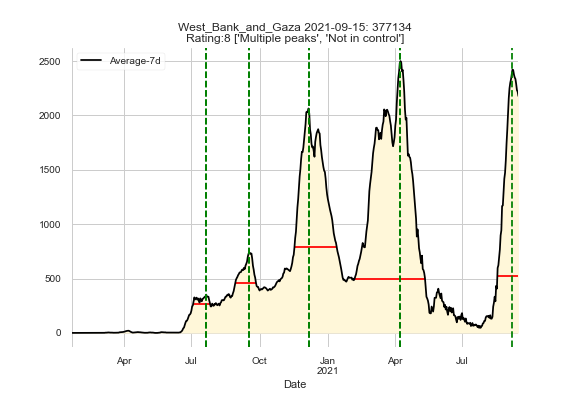 West_Bank_and_Gaza 2021-09-15: 377134
Rating:8 ['Multiple peaks', 'Not in control']
Average-7d
2500
2000
1500
1000
500
0
Apr
Jul
Oct
Jan
2021
Apr
Jul
Date